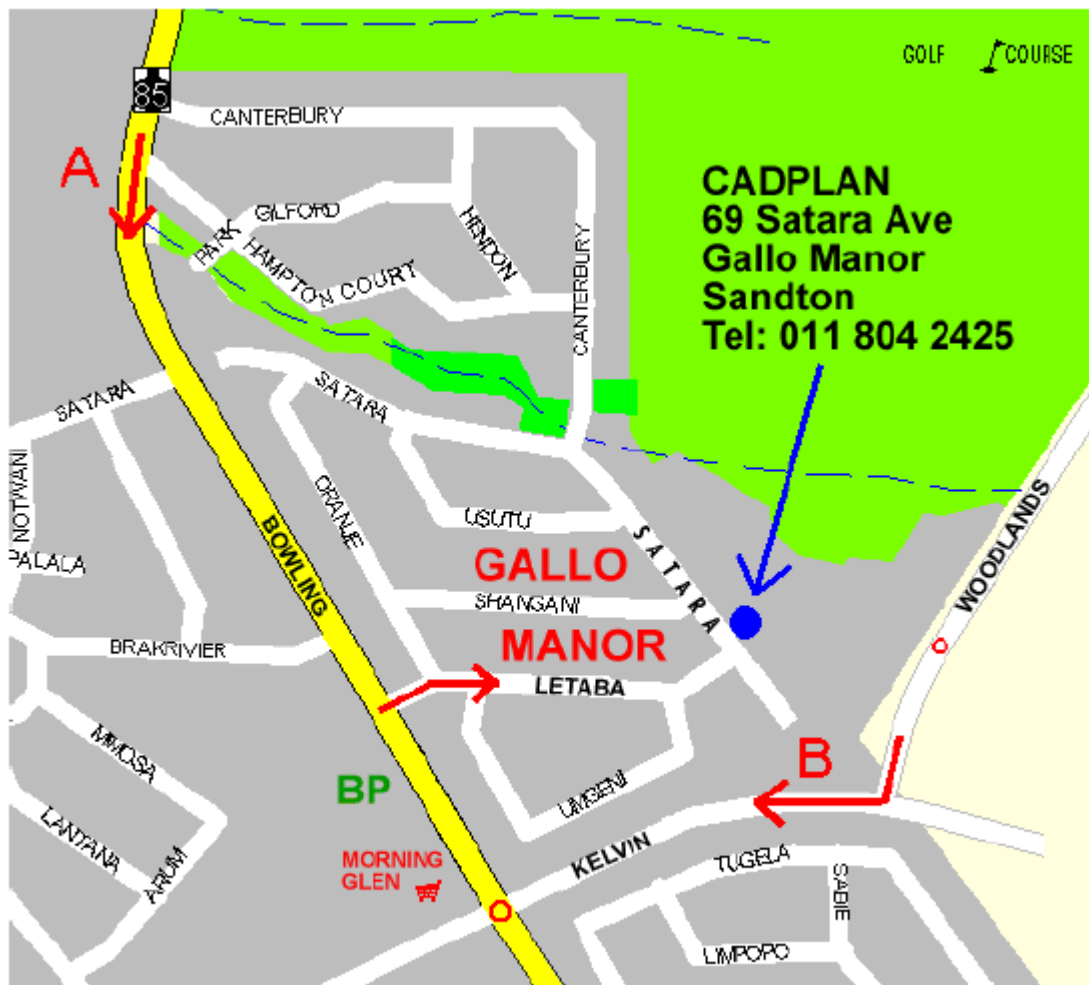 GOLF COURSE
85
CANTERBURY
A
CADPLAN
69 Satara Ave
Gallo Manor
Sandton
Tel: 011 804 2425
GILFORD
PARK
HENDON
HAMPTON COURT
CANTERBURY
SATARA
SATARA
NOTWANI
ORANJE
USUTU
SATARA
WOODLANDS
PALALA
BOWLING
GALLO
SHANGANI
MANOR
BRAKRIVIER
LETABA
MIMOSA
B
BP
UMGENI
LANTANA
ARUM
MORNING
GLEN
KELVIN
TUGELA
SABIE
LIMPOPO